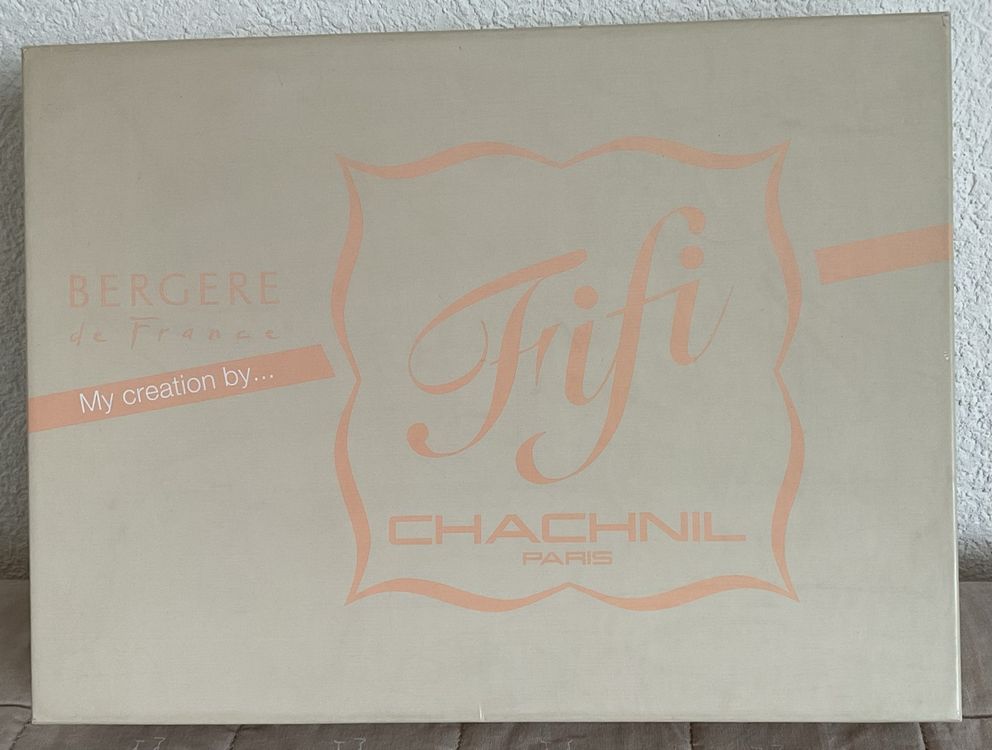 BERGERE
de France
My creation by...
Fifi
CHACHNIL
PARIS